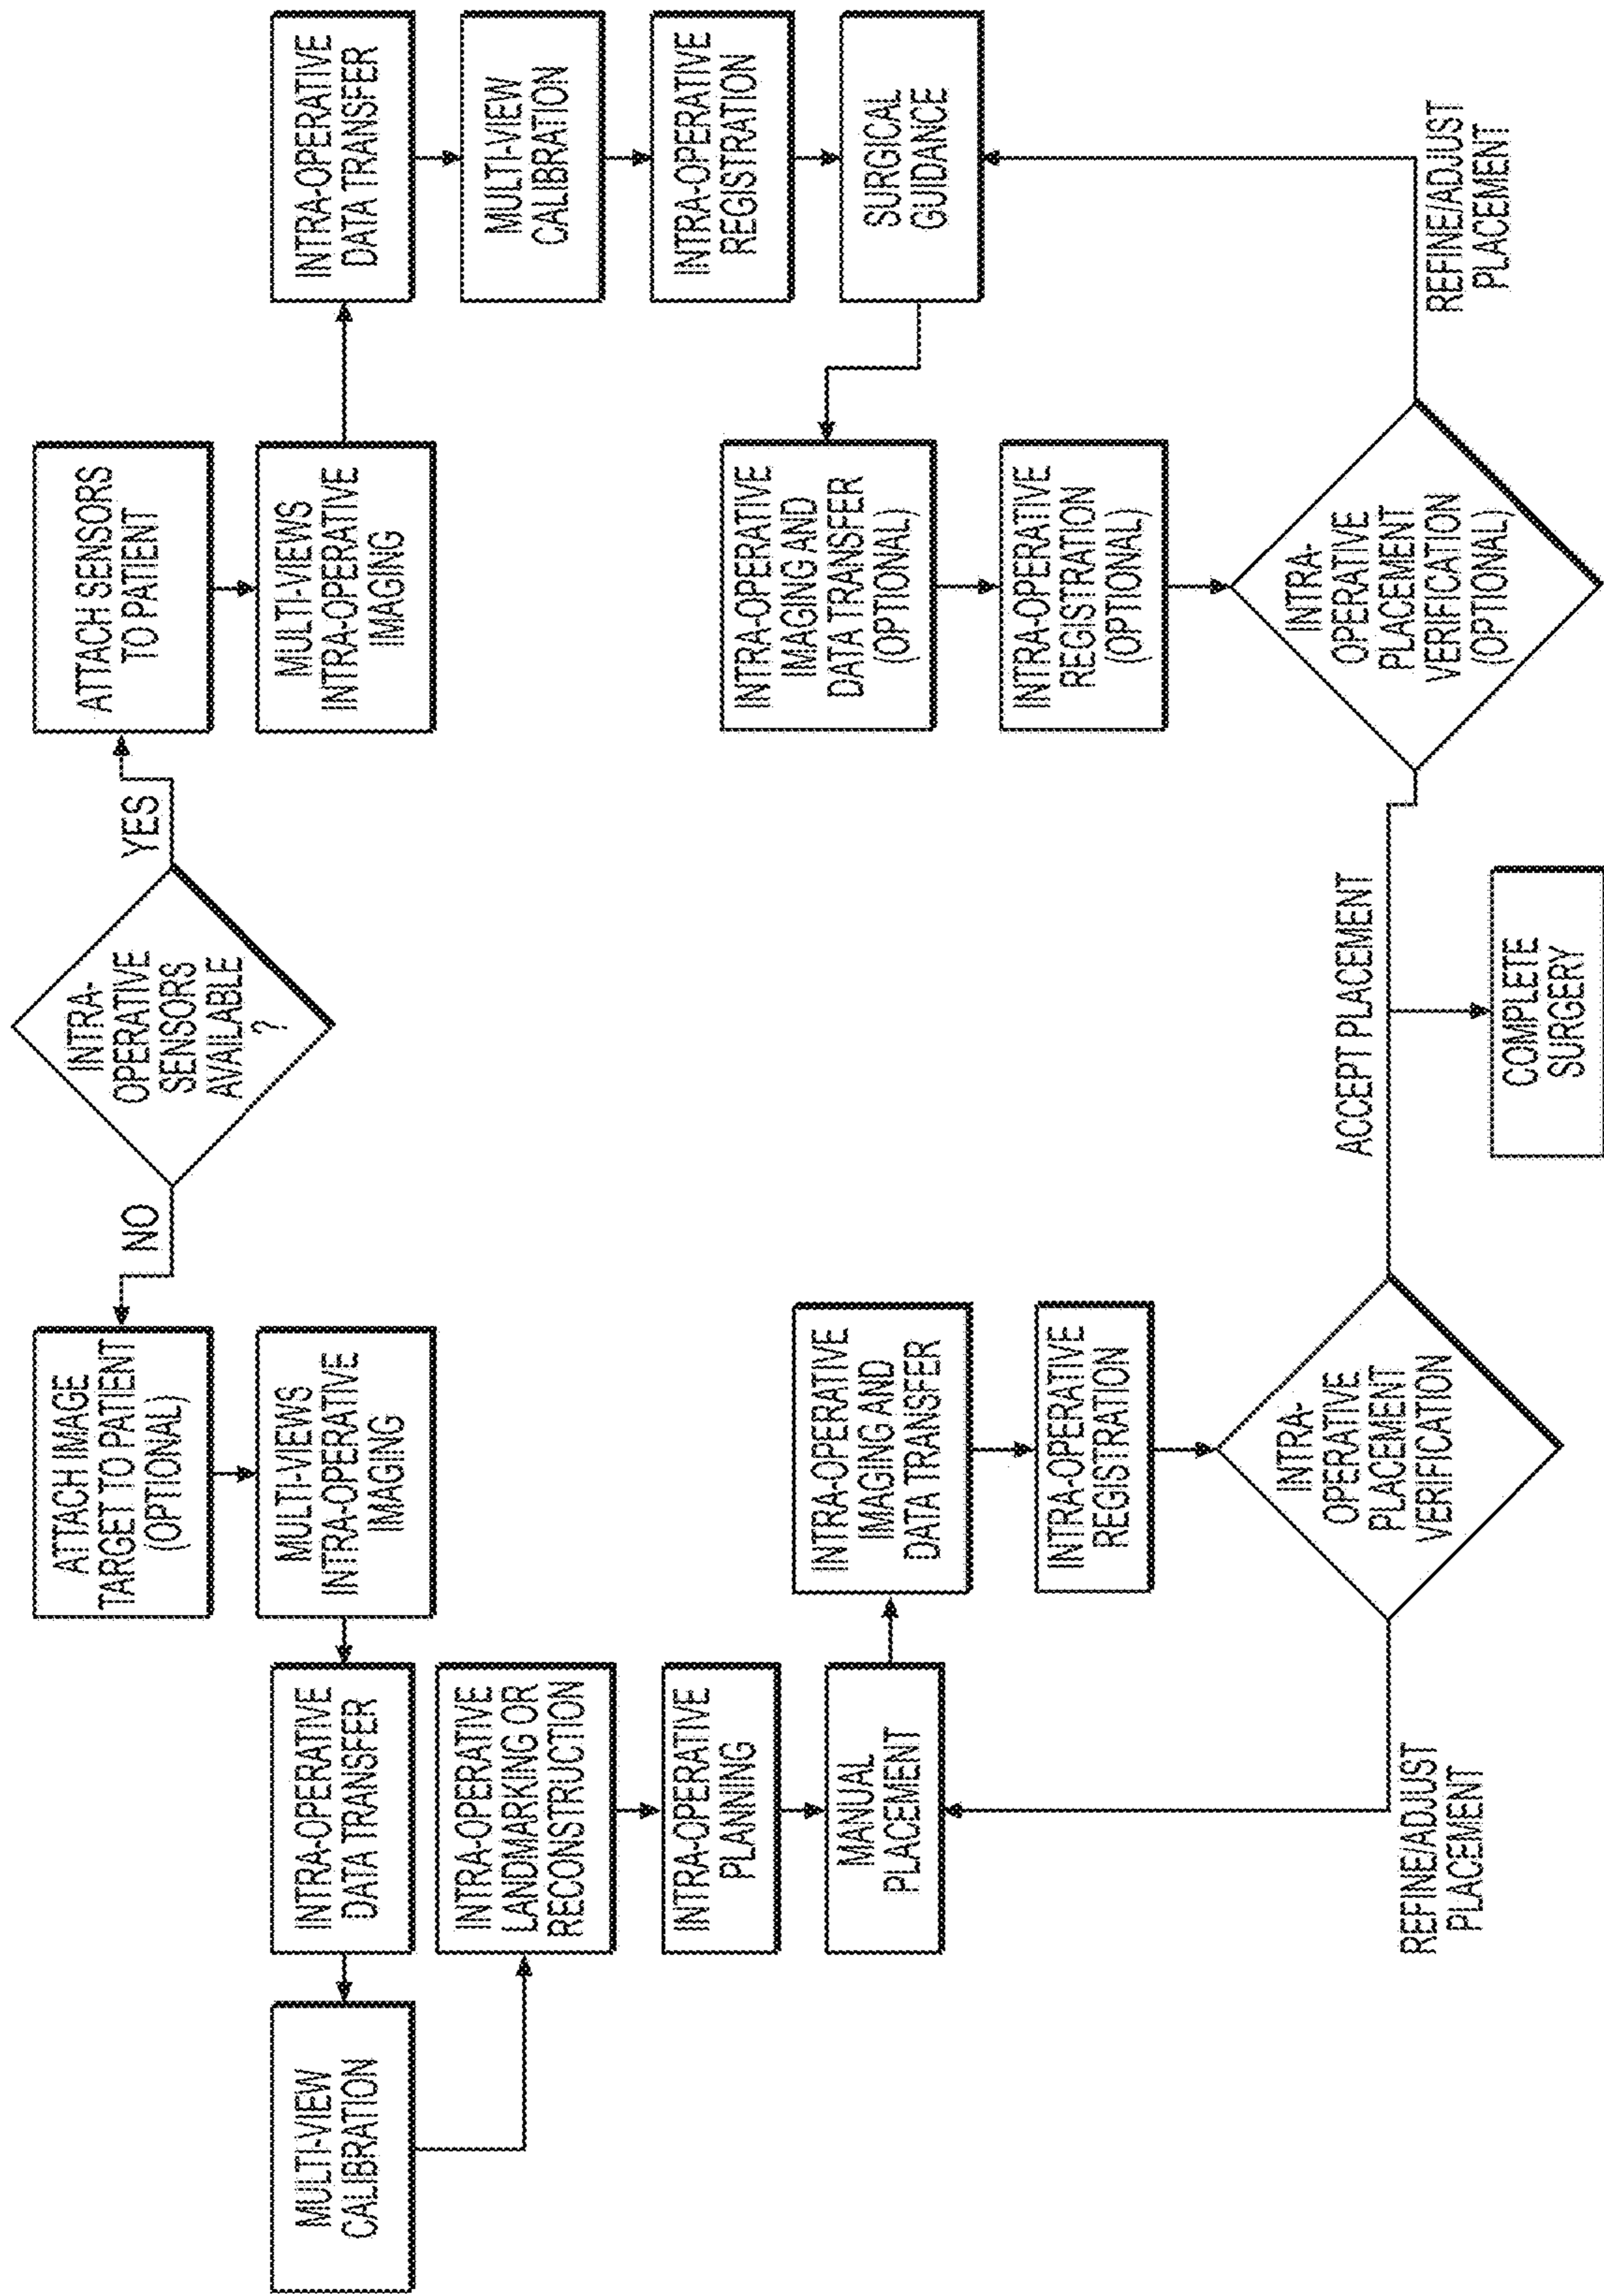 INTRA-
OPERATIVE
SENSORS
AVAILABLE
?
NO
YES
ATTACH IMAGE
TARGET TO PATIENT
(OPTIONAL)
MULTI-VIEWS
INTRA-OPERATIVE
IMAGING
INTRA-OPERATIVE
DATA TRANSFER
MULTI-VIEW
CALIBRATION
INTRA-OPERATIVE
LANDMARKING OR
RECONSTRUCTION
INTRA-OPERATIVE
PLANNING
MANUAL
PLACEMENT
INTRA-OPERATIVE
IMAGING AND
DATA TRANSFER
INTRA-OPERATIVE
REGISTRATION
INTRA-
OPERATIVE
PLACEMENT
VERIFICATION
REFINE/ADJUST
PLACEMENT
ATTACH SENSORS
TO PATIENT
MULTI-VIEWS
INTRA-OPERATIVE
IMAGING
INTRA-OPERATIVE
DATA TRANSFER
MULTI-VIEW
CALIBRATION
INTRA-OPERATIVE
REGISTRATION
SURGICAL
GUIDANCE
INTRA-OPERATIVE
IMAGING AND
DATA TRANSFER
(OPTIONAL)
INTRA-OPERATIVE
REGISTRATION
(OPTIONAL)
INTRA-
OPERATIVE
PLACEMENT
VERIFICATION
(OPTIONAL)
REFINE/ADJUST
PLACEMENT
ACCEPT PLACEMENT
COMPLETE
SURGERY